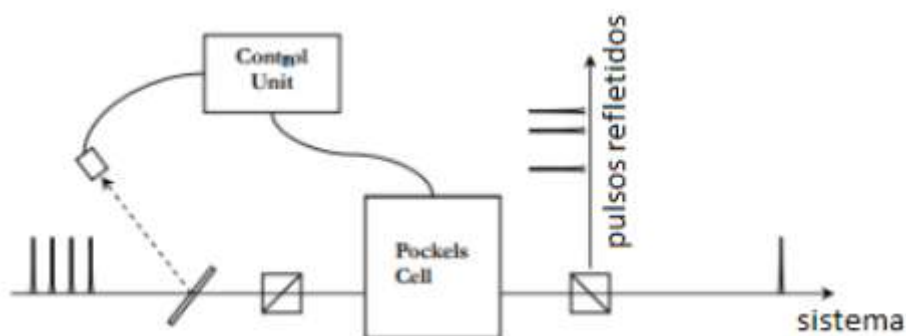 Control
Unit
pulsos refletidos
Pockels
Cell
sistema